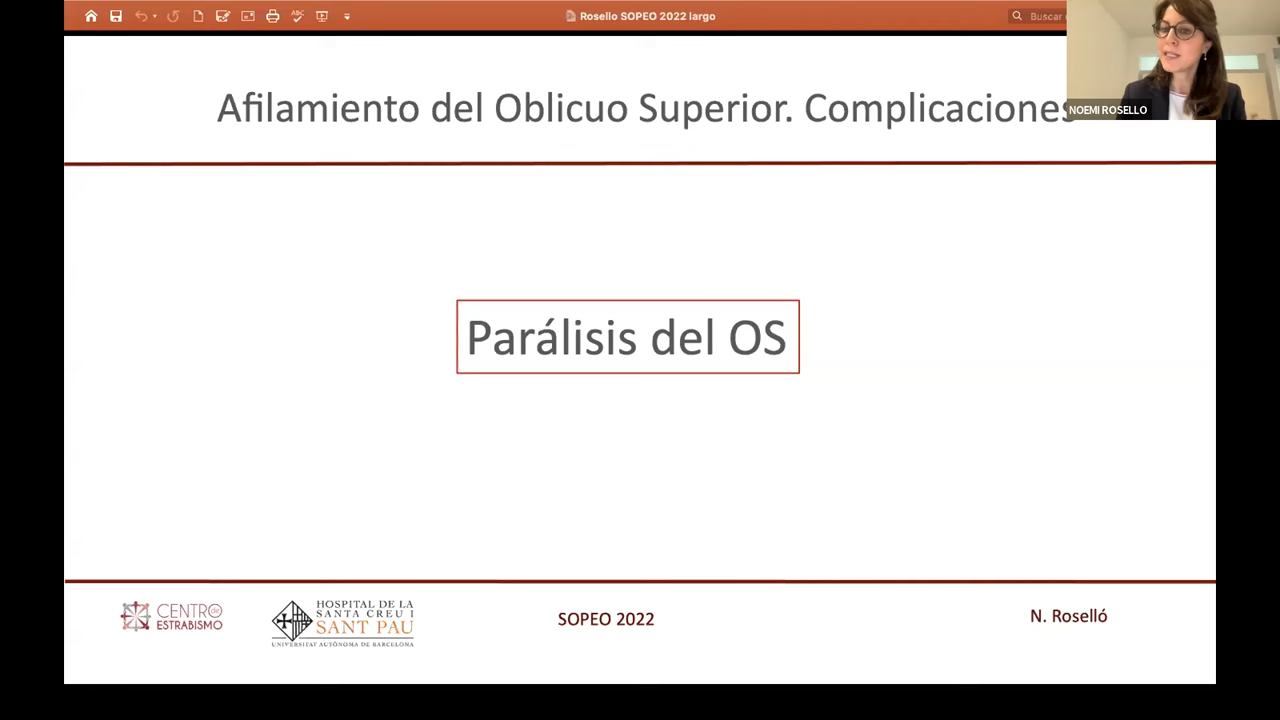 Rosello SOPEO 2022 largo
Buscar
NOEMI ROSELLO
Afilamiento del Oblicuo Superior. Complicaciones
Parálisis del OS
CENTRO de
ESTRABISMO
HOSPITAL DE LA
SANTA CREU I
SANT PAU
UNIVERSITAT AUTÒNOMA DE BARCELONA
SOPEO 2022
N. Roselló